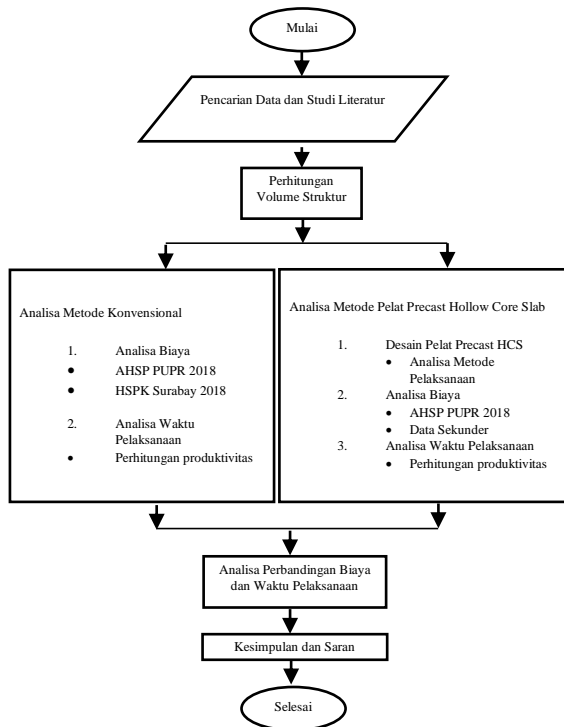 Mulai
Pencarian Data dan Studi Literatur
Perhitungan
Volume Struktur
Analisa Metode Konvensional
1. Analisa Biaya
● AHSP PUPR 2018
● HSPK Surabay 2018
2. Analisa Waktu
Pelaksanaan
• Perhitungan produktivitas
Analisa Metode Pelat Precast Hollow Core Slab
1. Desain Pelat Precast HCS
• Analisa Metode
Pelaksanaan
2. Analisa Biaya
• AHSP PUPR 2018
• Data Sekunder
3. Analisa Waktu Pelaksanaan
• Perhitungan produktivitas
Analisa Perbandingan Biaya
dan Waktu Pelaksanaan
Kesimpulan dan Saran
Selesai